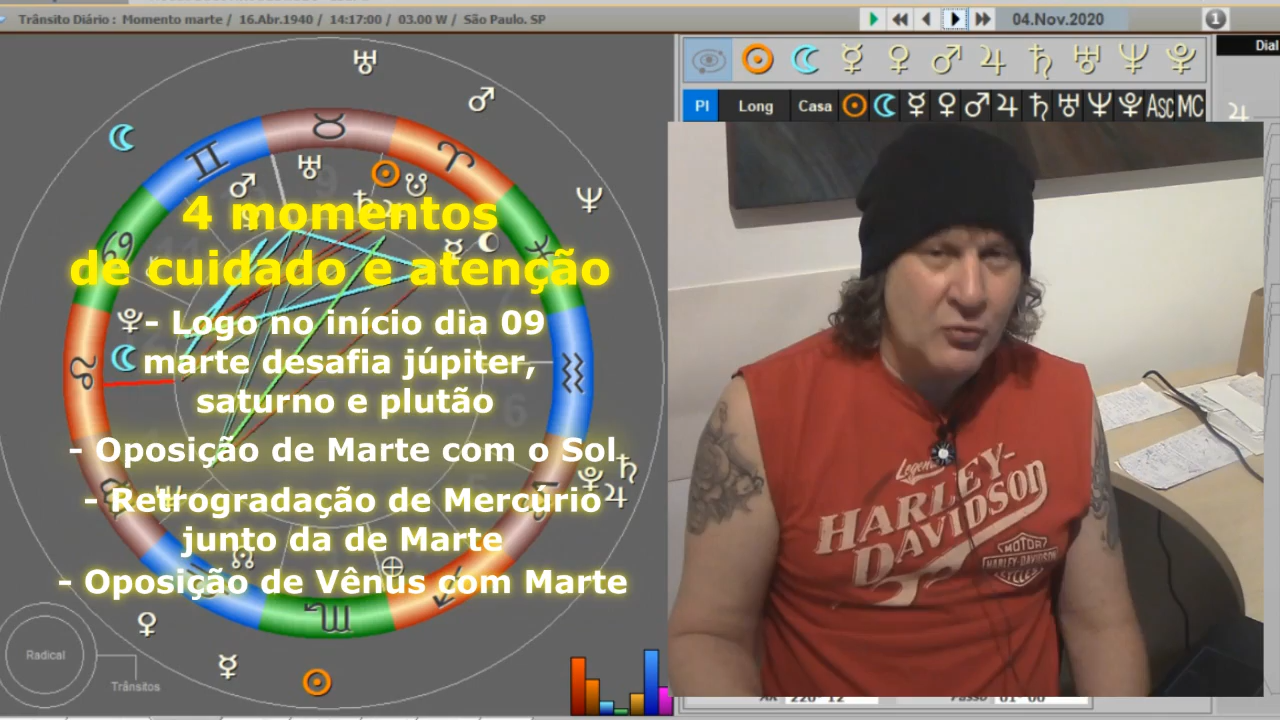 Trânsito Diário : Momento marte / 16.Abr.1940 / 14:17:00 / 03.00 W / São Paulo. SP
04.Nov.2020
1
Dial
PI Long Casa Asc MC
4 momentos
de cuidado e atenção
- Logo no início dia 09
marte desafia júpiter,
saturno e plutão
- Oposição de Marte com o Sol
- Retrogradação de Mercúrio
junto da de Marte
- Oposição de Vênus com Marte
HARLEY-
DAVIDSON
MOTOR
HARLEY-DAVIDSON
CYCLES
Radical
Trânsitos